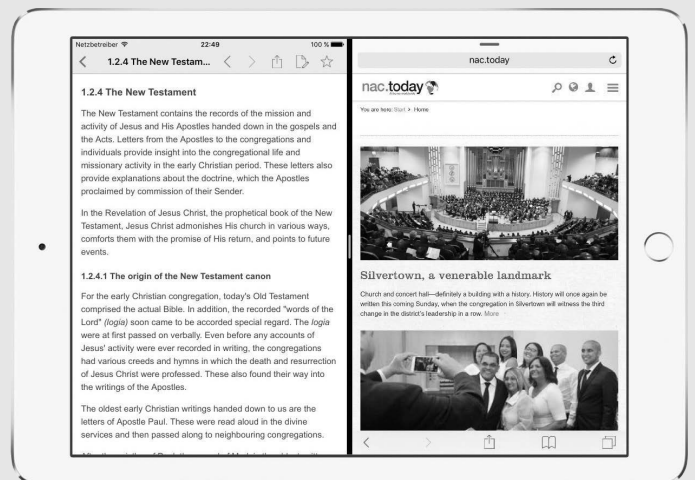 Netzbetreiber 22:49 100 %
1.2.4 The New Testam...
1.2.4 The New Testament
The New Testament contains the records of the mission and
activity of Jesus and His Apostles handed down in the gospels and
the Acts. Letters from the Apostles to the congregations and
individuals provide insight into the congregational life and
missionary activity in the early Christian period. These letters also
provide explanations about the doctrine, which the Apostles
proclaimed by commission of their Sender.
In the Revelation of Jesus Christ, the prophetical book of the New
Testament, Jesus Christ admonishes His church in various ways,
comforts them with the promise of His return, and points to future
events.
1.2.4.1 The origin of the New Testament canon
For the early Christian congregation, today's Old Testament
comprised the actual Bible. In addition, the recorded "words of the
Lord" (logia) soon came to be accorded special regard. The logia
were at first passed on verbally. Even before any accounts of
Jesus' activity were ever recorded in writing, the congregations
had various creeds and hymns in which the death and resurrection
of Jesus Christ were professed. These also found their way into
the writings of the Apostles.
The oldest early Christian writings handed down to us are the
letters of Apostle Paul. These were read aloud in the divine
services and then passed along to neighbouring congregations.
nac.today
nac.today
You are here: Start > Home
Silvertown, a venerable landmark
Church and concert hall—definitely a building with a history. History will once again be
written this coming Sunday, when the congregation in Silvertown will witness the third
change in the district's leadership in a row. More